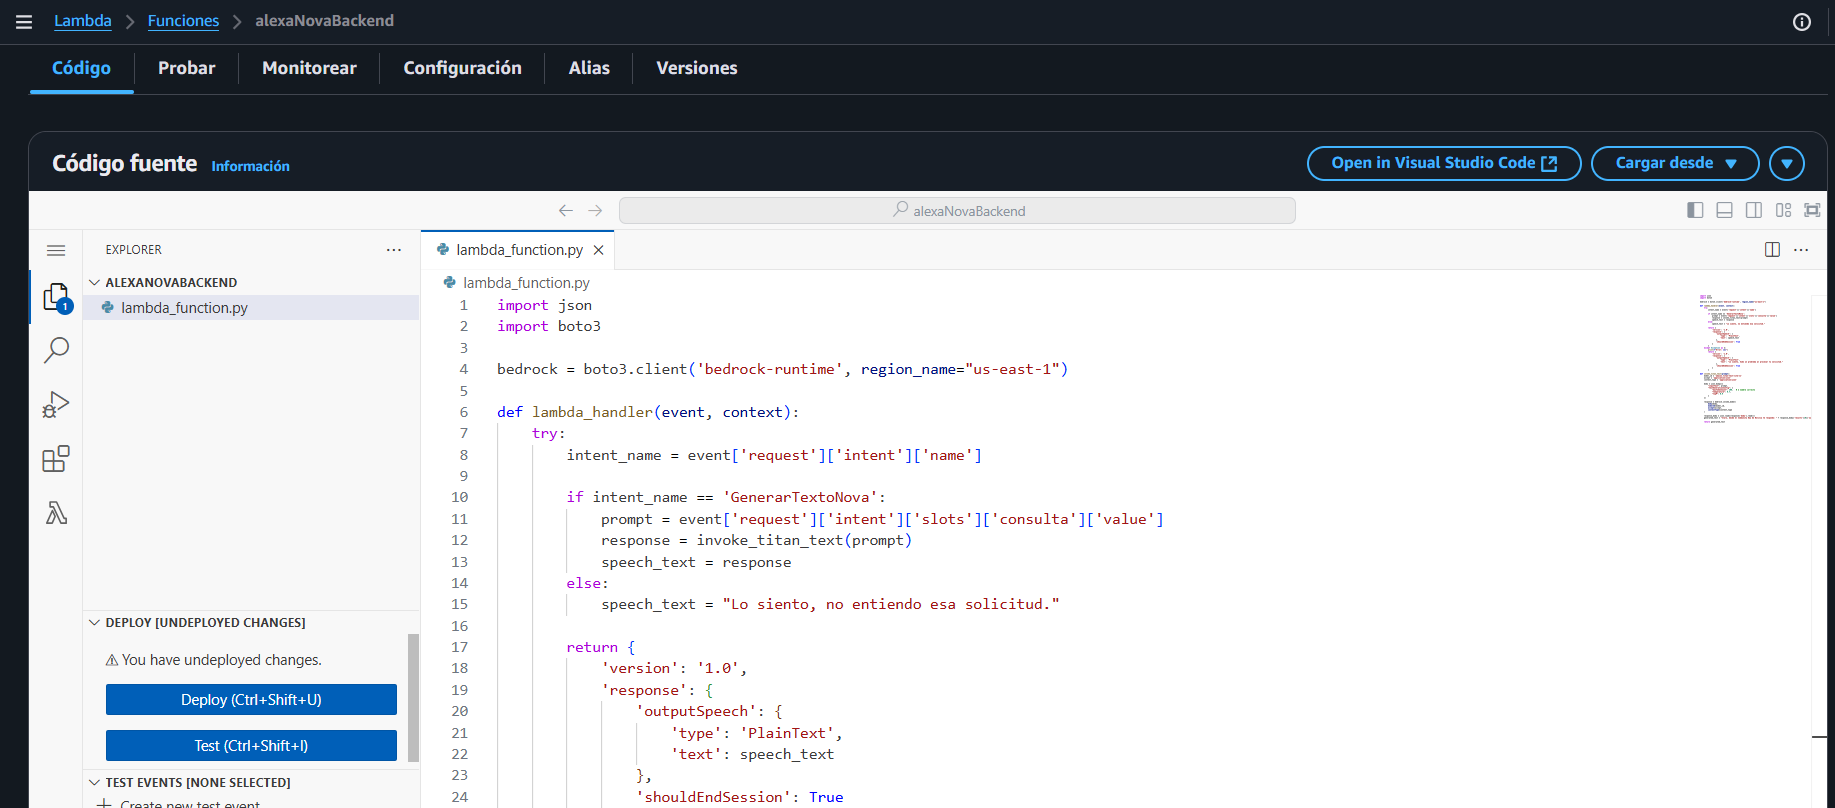 Lambda > Funciones > alexaNovaBackend
Código Probar Monitorear Configuración Alias Versiones
Código fuente Información
Open in Visual Studio Code Cargar desde
alexaNovaBackend
EXPLORER
ALEXANOVABACKEND
lambda_function.py
1
DEPLOY [UNDEPLOYED CHANGES]
You have undeployed changes.
Deploy (Ctrl+Shift+U)
Test (Ctrl+Shift+I)
TEST EVENTS [NONE SELECTED]
Create new test event
lambda_function.py
lambda_function.py
1 import json
2 import boto3
3
4 bedrock = boto3.client('bedrock-runtime', region_name="us-east-1")
5
6 def lambda_handler(event, context):
7     try:
8         intent_name = event['request']['intent']['name']
9
10         if intent_name == 'GenerarTextoNova':
11             prompt = event['request']['intent']['slots']['consulta']['value']
12             response = invoke_titan_text(prompt)
13             speech_text = response
14         else:
15             speech_text = "Lo siento, no entiendo esa solicitud."
16
17         return {
18             'version': '1.0',
19             'response': {
20                 'outputSpeech': {
21                     'type': 'PlainText',
22                     'text': speech_text
23                 },
24                 'shouldEndSession': True